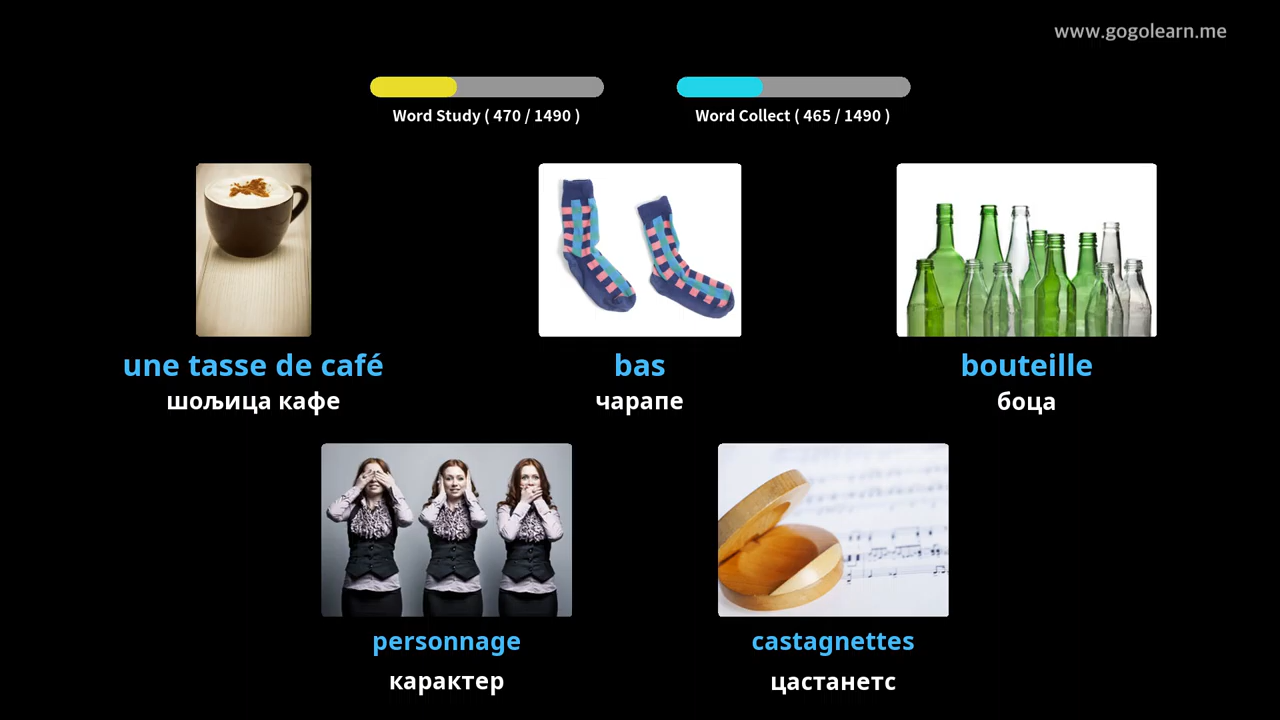 www.gogolearn.me
Word Study ( 470 / 1490 )
Word Collect ( 465 / 1490 )
une tasse de café
шољица кафе
bas
чарапе
bouteille
боца
personnage
карактер
castagnettes
цастанетс